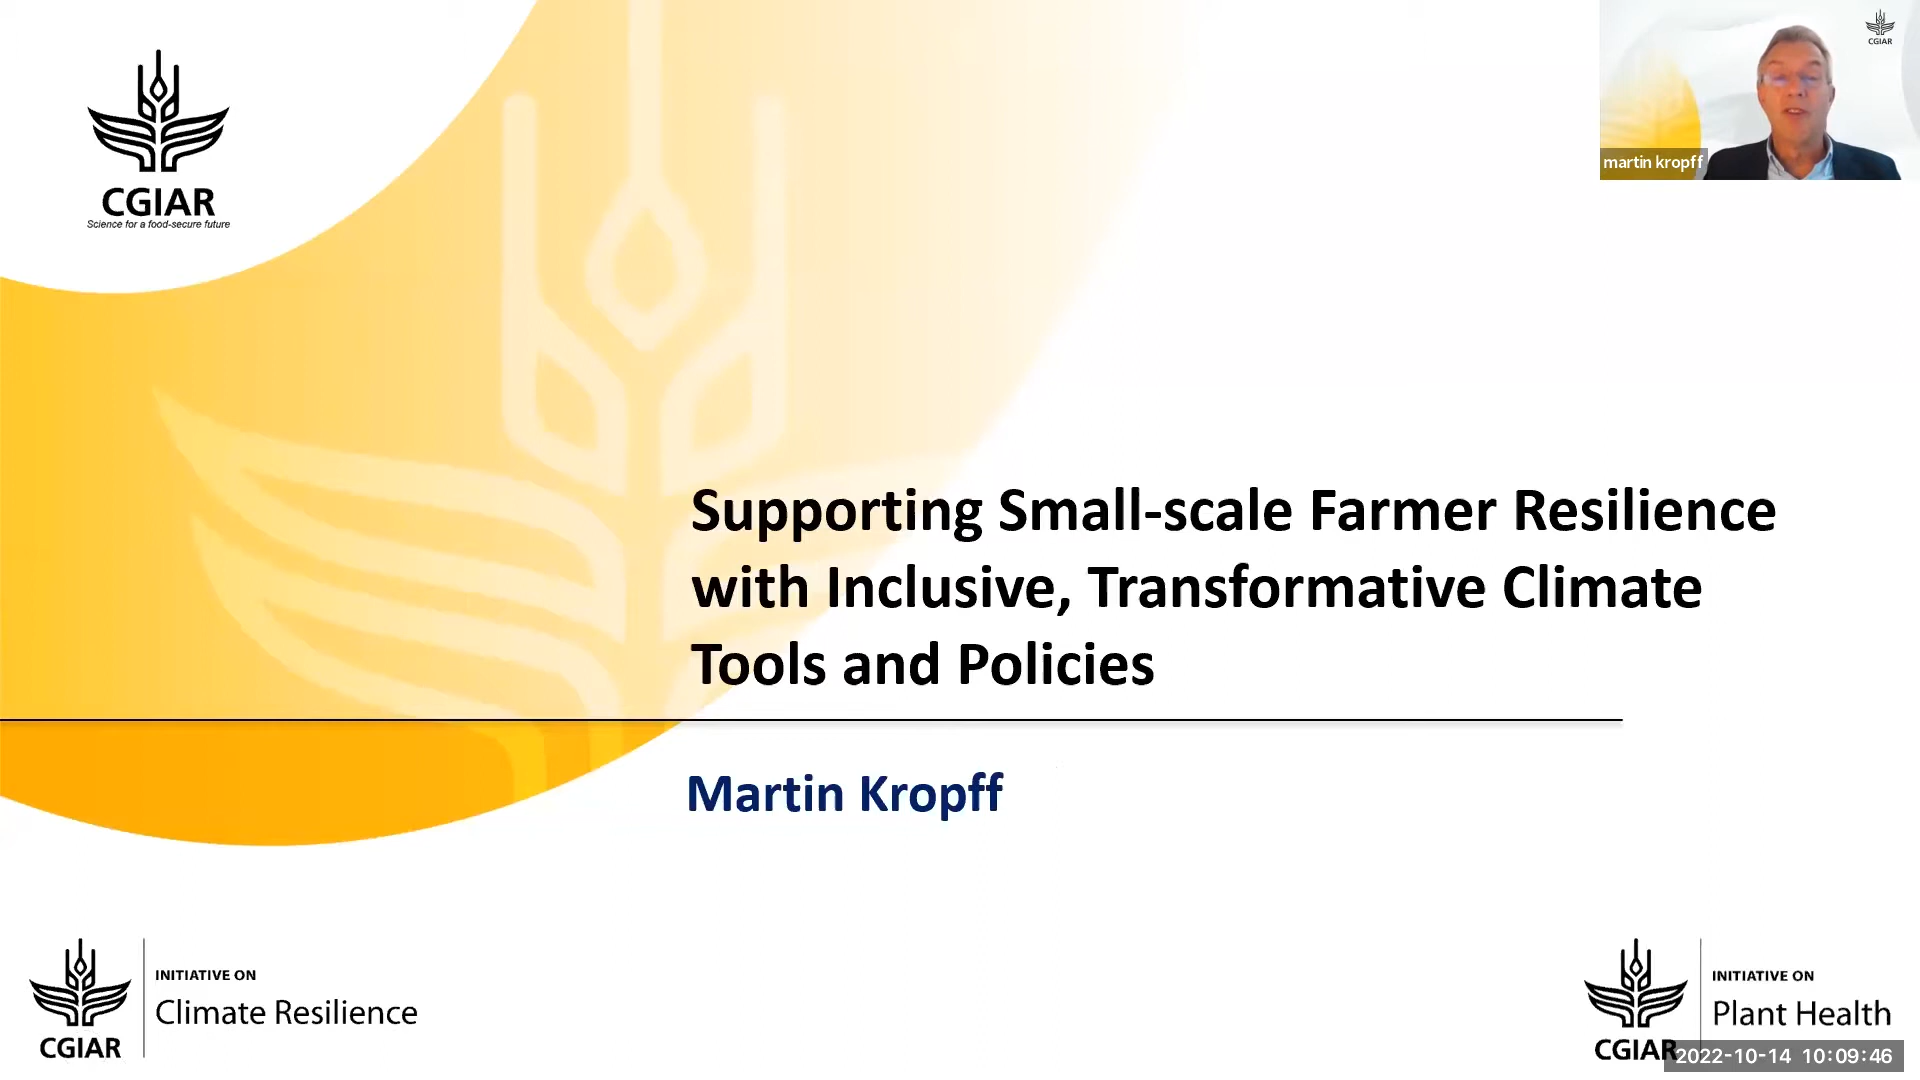 CGIAR
Science for a food-secure future
CGIAR
martin kropff
Supporting Small-scale Farmer Resilience
with Inclusive, Transformative Climate
Tools and Policies
Martin Kropff
INITIATIVE ON
Climate Resilience
CGIAR
INITIATIVE ON
Plant Health
CGIAR
2022-10-14 10:09:46